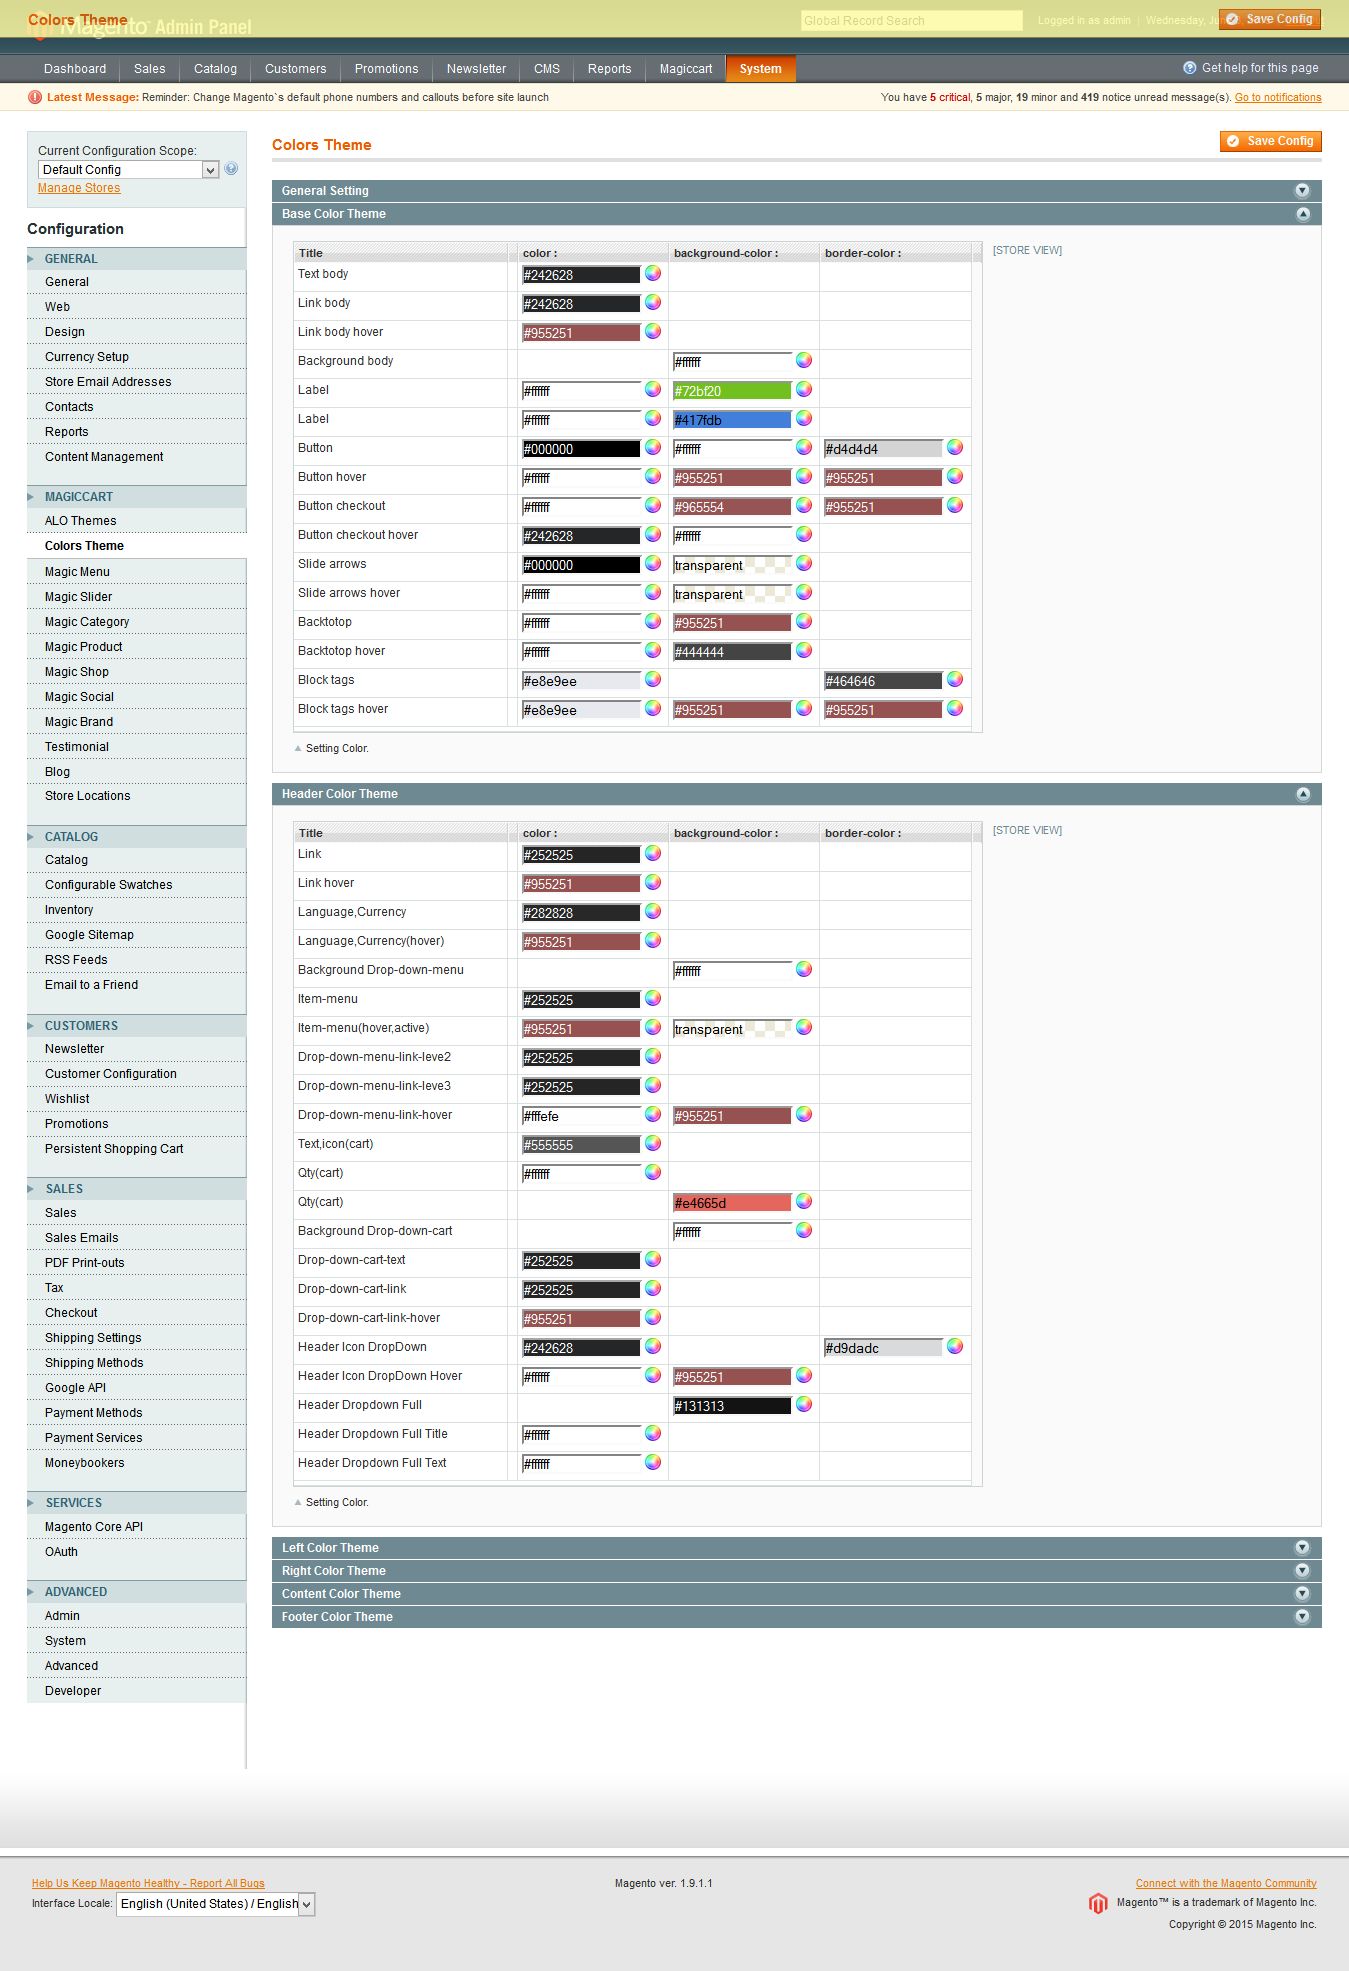 Colors Theme
Magento™ Admin Panel
Global Record Search
Logged in as admin | Wednesday,
Save Config
Dashboard Sales Catalog Customers Promotions Newsletter CMS Reports Magiccart System Get help for this page
Latest Message: Reminder: Change Magento`s default phone numbers and callouts before site launch You have 5 critical, 5 major, 19 minor and 419 notice unread message(s). Go to notifications
Current Configuration Scope:
Default Config
Manage Stores
Configuration
GENERAL
General
Web
Design
Currency Setup
Store Email Addresses
Contacts
Reports
Content Management
MAGICCART
ALO Themes
Colors Theme
Magic Menu
Magic Slider
Magic Category
Magic Product
Magic Shop
Magic Social
Magic Brand
Testimonial
Blog
Store Locations
CATALOG
Catalog
Configurable Swatches
Inventory
Google Sitemap
RSS Feeds
Email to a Friend
CUSTOMERS
Newsletter
Customer Configuration
Wishlist
Promotions
Persistent Shopping Cart
SALES
Sales
Sales Emails
PDF Print-outs
Tax
Checkout
Shipping Settings
Shipping Methods
Google API
Payment Methods
Payment Services
Moneybookers
SERVICES
Magento Core API
OAuth
ADVANCED
Admin
System
Advanced
Developer
Colors Theme Save Config
General Setting
Base Color Theme
Title color : background-color : border-color : [STORE VIEW]
Text body #242628
Link body #242628
Link body hover #955251
Background body #ffffff
Label #ffffff #72bf20
Label #ffffff #417fdb
Button #000000 #ffffff #d4d4d4
Button hover #ffffff #955251 #955251
Button checkout #ffffff #965554 #955251
Button checkout hover #242628 #ffffff
Slide arrows #000000 transparent
Slide arrows hover #ffffff transparent
Backtotop #ffffff #955251
Backtotop hover #ffffff #444444
Block tags #e8e9ee #464646
Block tags hover #e8e9ee #955251 #955251
Setting Color.
Header Color Theme
Title color : background-color : border-color : [STORE VIEW]
Link #252525
Link hover #955251
Language,Currency #282828
Language,Currency(hover) #955251
Background Drop-down-menu #ffffff
Item-menu #252525
Item-menu(hover,active) #955251 transparent
Drop-down-menu-link-leve2 #252525
Drop-down-menu-link-leve3 #252525
Drop-down-menu-link-hover #fffefe #955251
Text,icon(cart) #555555
Qty(cart) #ffffff
Qty(cart) #e4665d
Background Drop-down-cart #ffffff
Drop-down-cart-text #252525
Drop-down-cart-link #252525
Drop-down-cart-link-hover #955251
Header Icon DropDown #242628 #d9dadc
Header Icon DropDown Hover #ffffff #955251
Header Dropdown Full #131313
Header Dropdown Full Title #ffffff
Header Dropdown Full Text #ffffff
Setting Color.
Left Color Theme
Right Color Theme
Content Color Theme
Footer Color Theme
Help Us Keep Magento Healthy - Report All Bugs
Interface Locale: English (United States) / English
Magento ver. 1.9.1.1
Connect with the Magento Community
Magento™ is a trademark of Magento Inc.
Copyright © 2015 Magento Inc.